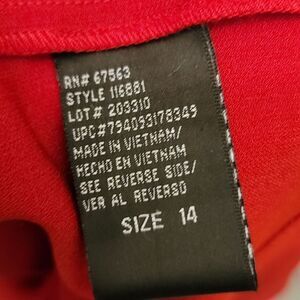 RN# 67563
STYLE 116881
LOT# 203310
UPC#794093178349
MADE IN VIETNAM/
HECHO EN VIETNAM
SEE REVERSE SIDE/
VER AL REVERSO
SIZE 14